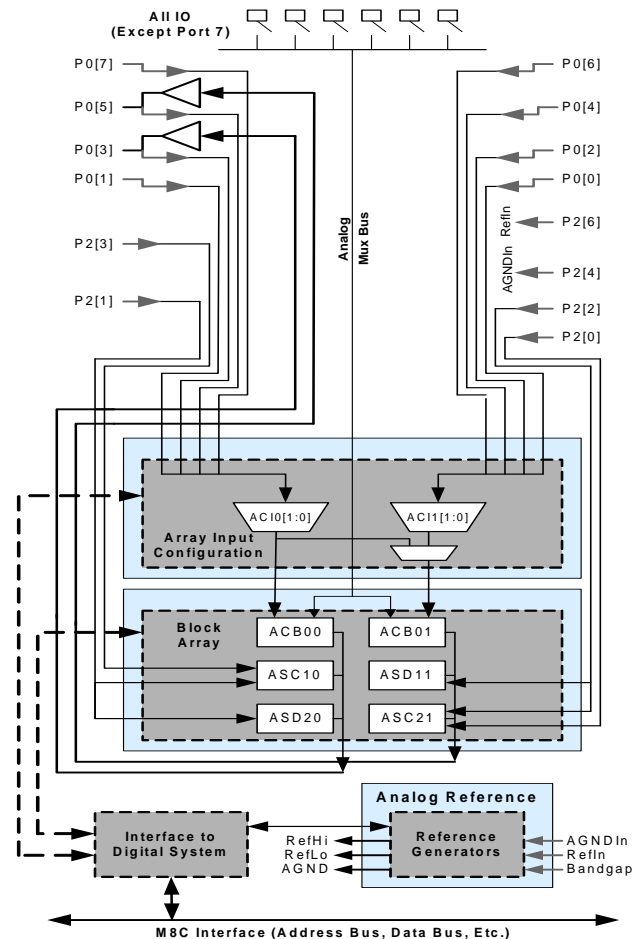 All IO
(Except Port 7)
P0[7]
P0[5]
P0[3]
P0[1]
P2[3]
P2[1]
P0[6]
P0[4]
P0[2]
P0[0]
P2[6]
P2[4]
P2[2]
P2[0]
AGNDIn RefIn
Analog
Mux Bus
ACI0[1:0]
ACI1[1:0]
Array Input
Configuration
Block
Array
ACB00
ACB01
ASC10
ASD11
ASD20
ASC21
Analog Reference
Interface to
Digital System
RefHi
RefLo
AGND
Reference
Generators
AGNDIn
RefIn
Bandgap
M8C Interface (Address Bus, Data Bus, Etc.)